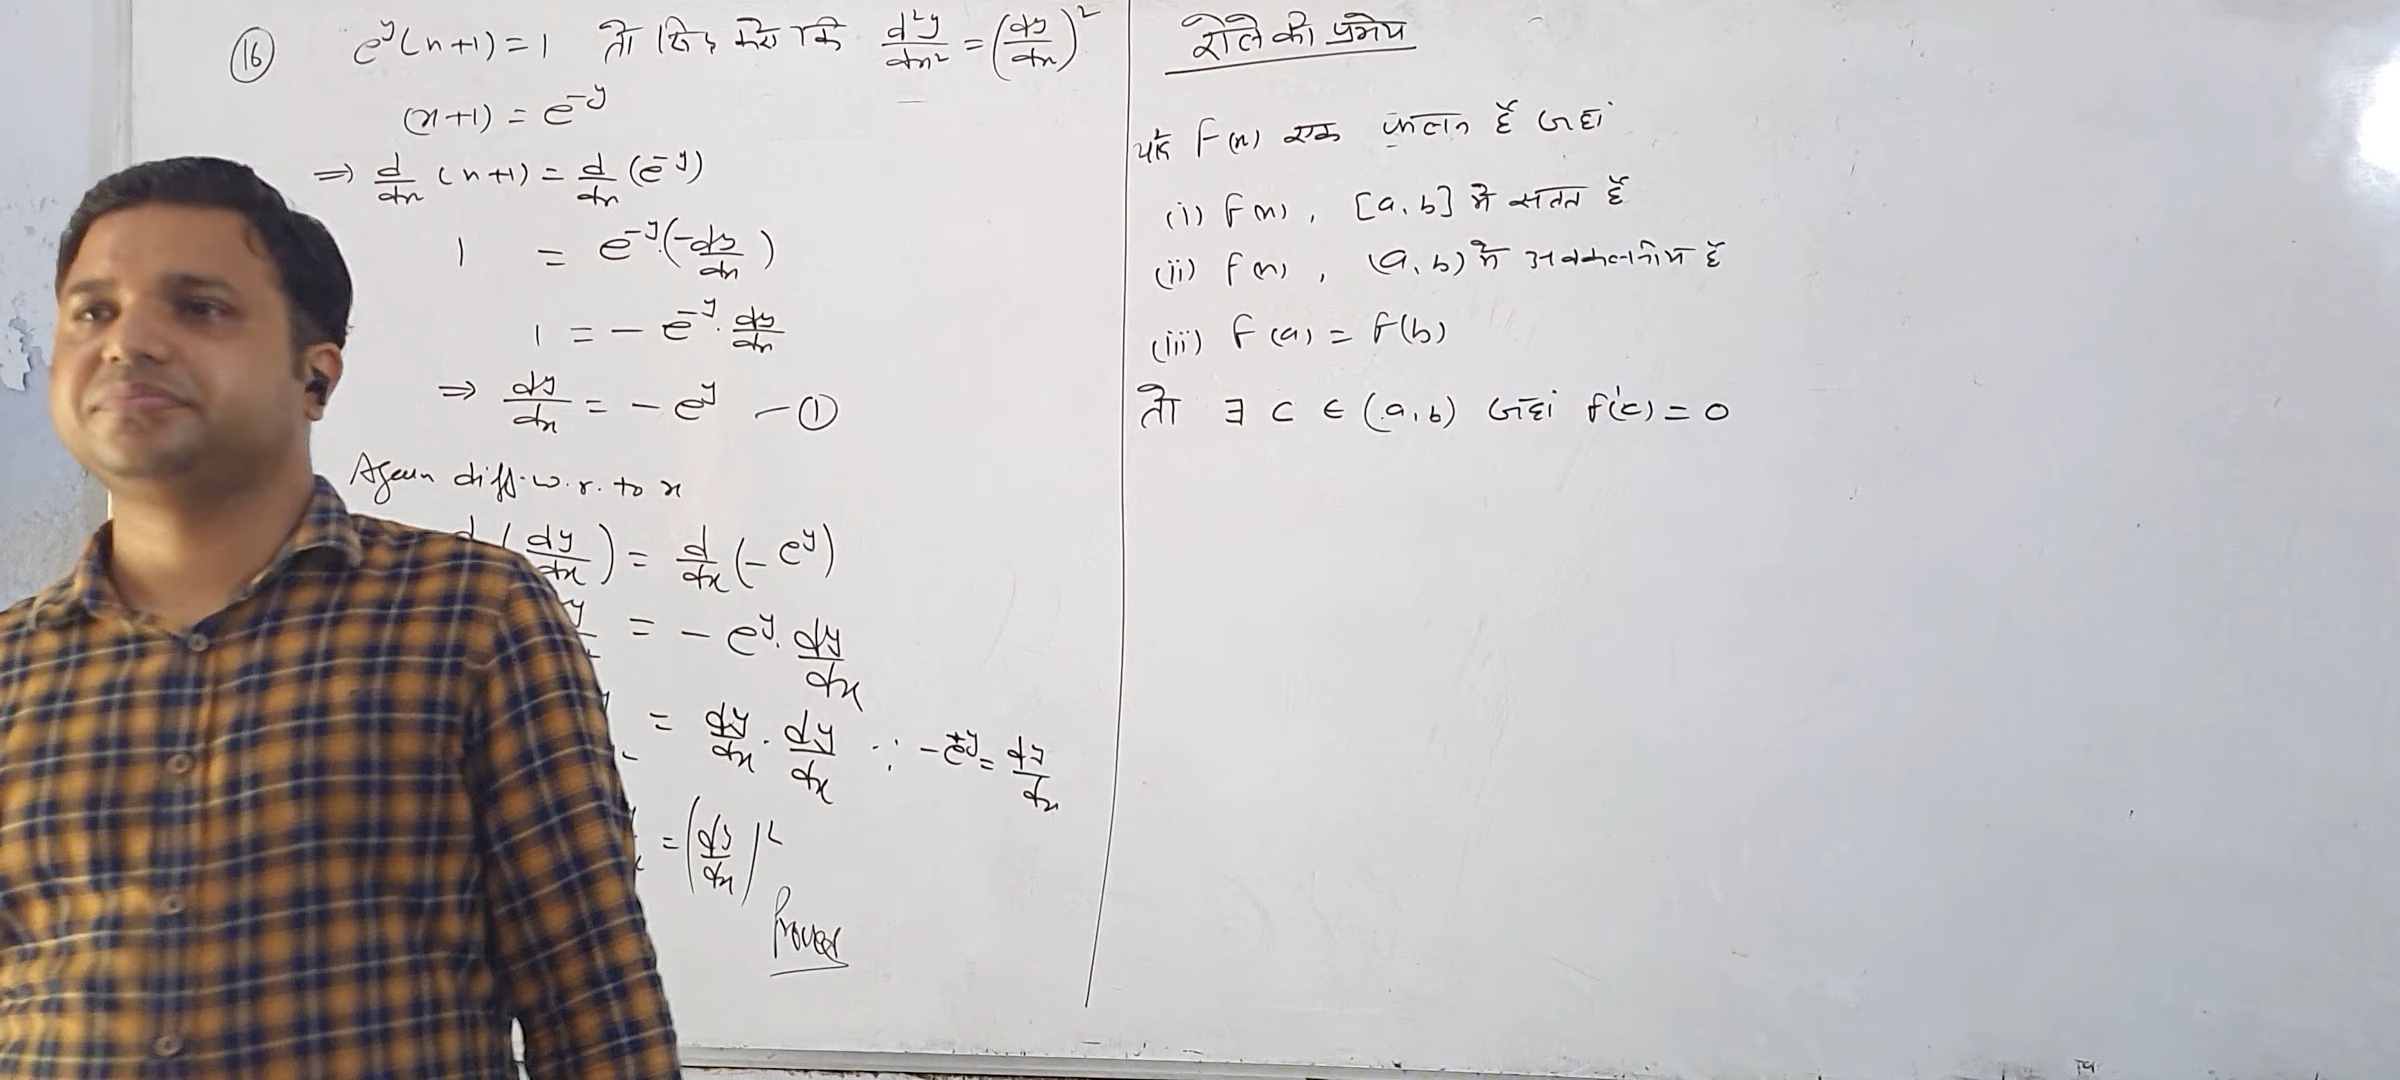 (16) e^y(x+1) = 1 तो सिद्ध करो कि d²y/dx² = (dy/dx)²
(x+1) = e^-y
⇒ d/dx (x+1) = d/dx (e^-y)
1 = e^-y.(-dy/dx)
1 = - e^-y . dy/dx
⇒ dy/dx = - e^y - (1)
Again diff. w. r. to x
d (dy/dx) = d/dx (- e^y)
= - e^y . dy/dx
= dy/dx . dy/dx ∵ - e^y = dy/dx
= (dy/dx)²
Proved
रोले की प्रमेय
यदि F(x) एक फलन है जहां
(i) F(x), [a, b] में सतत है
(ii) F(x), (a, b) में अवकलनिय है
(iii) F(a) = F(b)
तो ∃ c ∈ (a, b) जहां F'(c) = 0